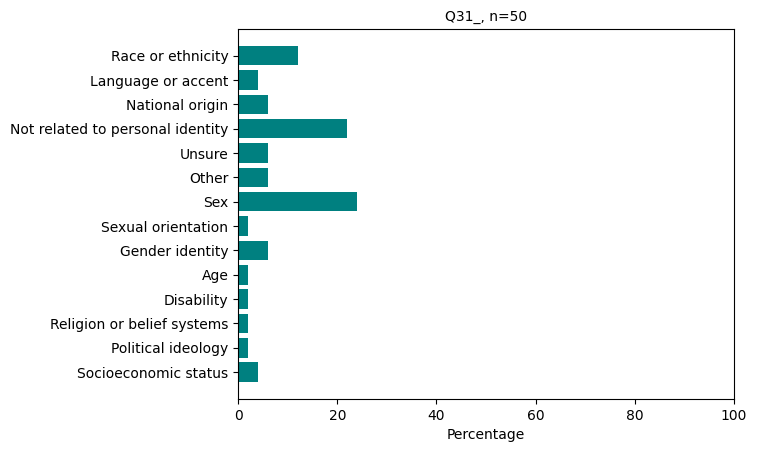 Q31_, n=50
Race or ethnicity
Language or accent
National origin
Not related to personal identity
Unsure
Other
Sex
Sexual orientation
Gender identity
Age
Disability
Religion or belief systems
Political ideology
Socioeconomic status
0 20 40 60 80 100
Percentage